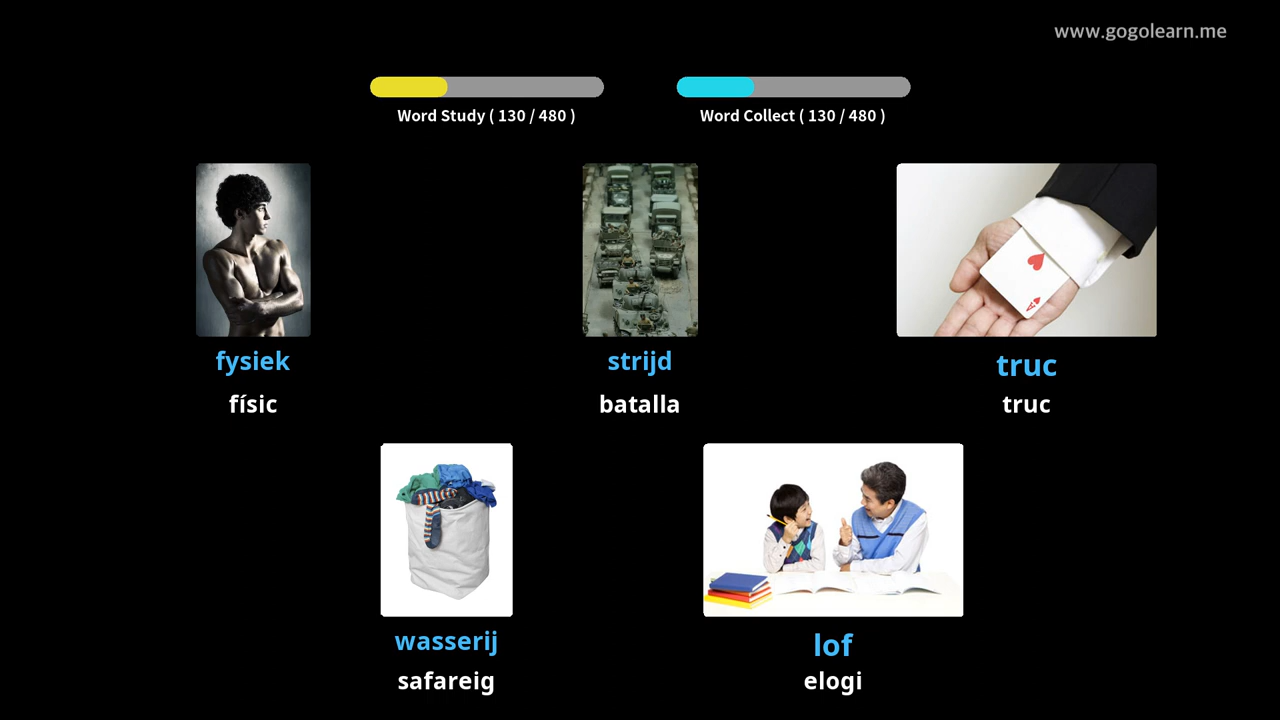 www.gogolearn.me
Word Study ( 130 / 480 )
Word Collect ( 130 / 480 )
fysiek
físic
strijd
batalla
truc
truc
wasserij
safareig
lof
elogi